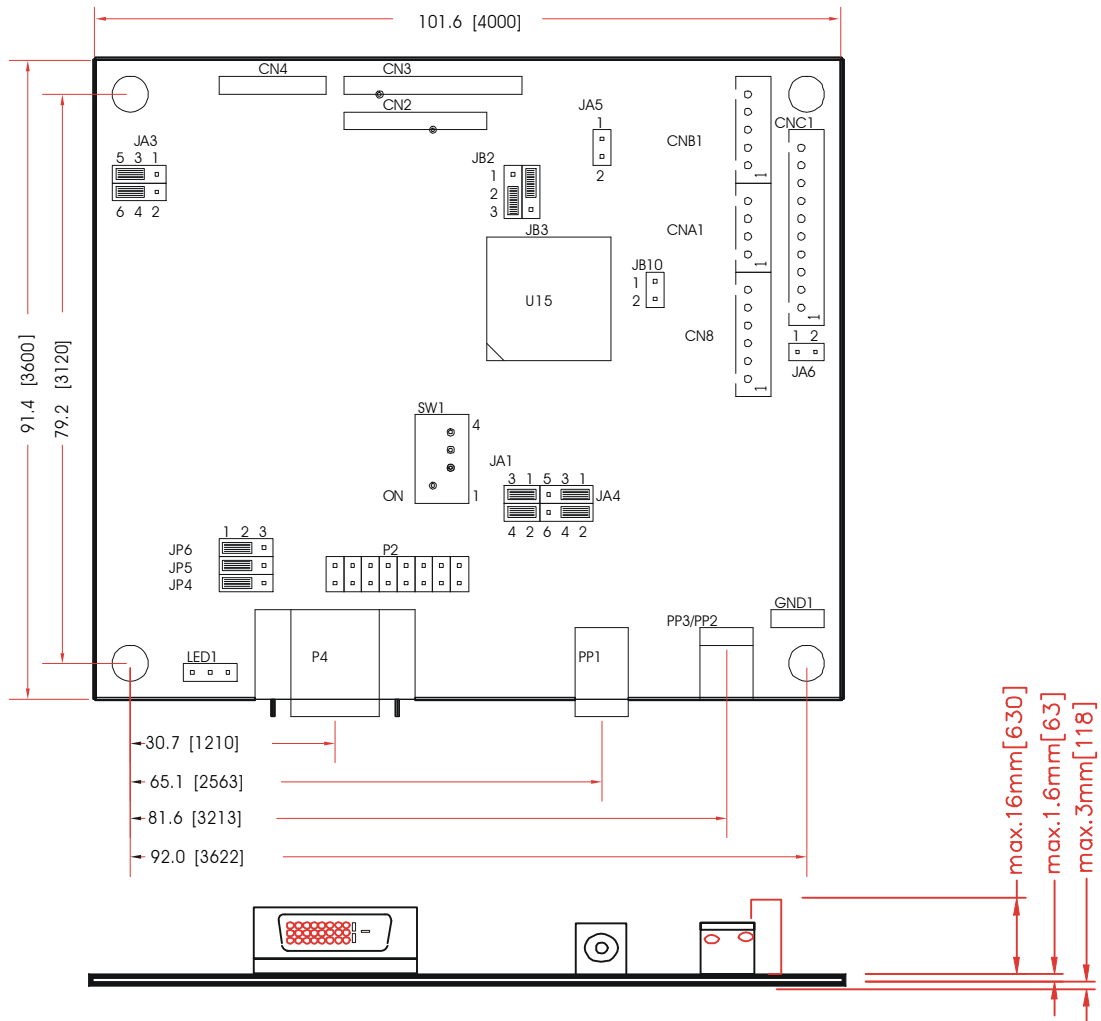 101.6 [4000]
CN4
CN3
CN2
JA5
1
2
CNB1
1
CNC1
1
JA3
5 3 1
6 4 2
JB2
1
2
3
JB3
U15
CNA1
1
JB10
1
2
CN8
1
1 2
JA6
91.4 [3600]
79.2 [3120]
SW1
4
ON
1
JA1
3 1 5 3 1
JA4
4 2 6 4 2
1 2 3
JP6
JP5
JP4
P2
GND1
PP3/PP2
LED1
P4
PP1
30.7 [1210]
65.1 [2563]
81.6 [3213]
92.0 [3622]
max.16mm[630]
max.1.6mm[63]
max.3mm[118]